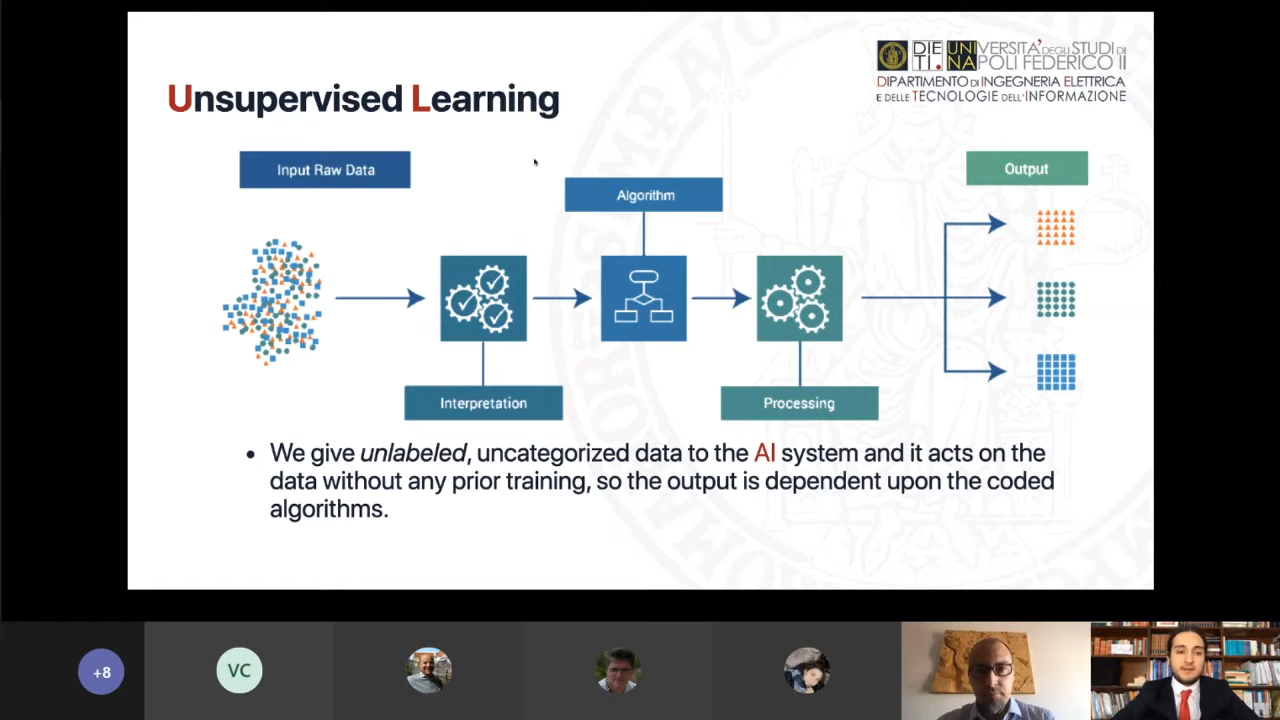 DIE UNIVERSITÀ DEGLI STUDI DI
TI. NAPOLI FEDERICO II
DIPARTIMENTO DI INGEGNERIA ELETTRICA
E DELLE TECNOLOGIE DELL'INFORMAZIONE
Unsupervised Learning
Input Raw Data
Output
Algorithm
Interpretation
Processing
• We give unlabeled, uncategorized data to the AI system and it acts on the
data without any prior training, so the output is dependent upon the coded
algorithms.
+8
VC